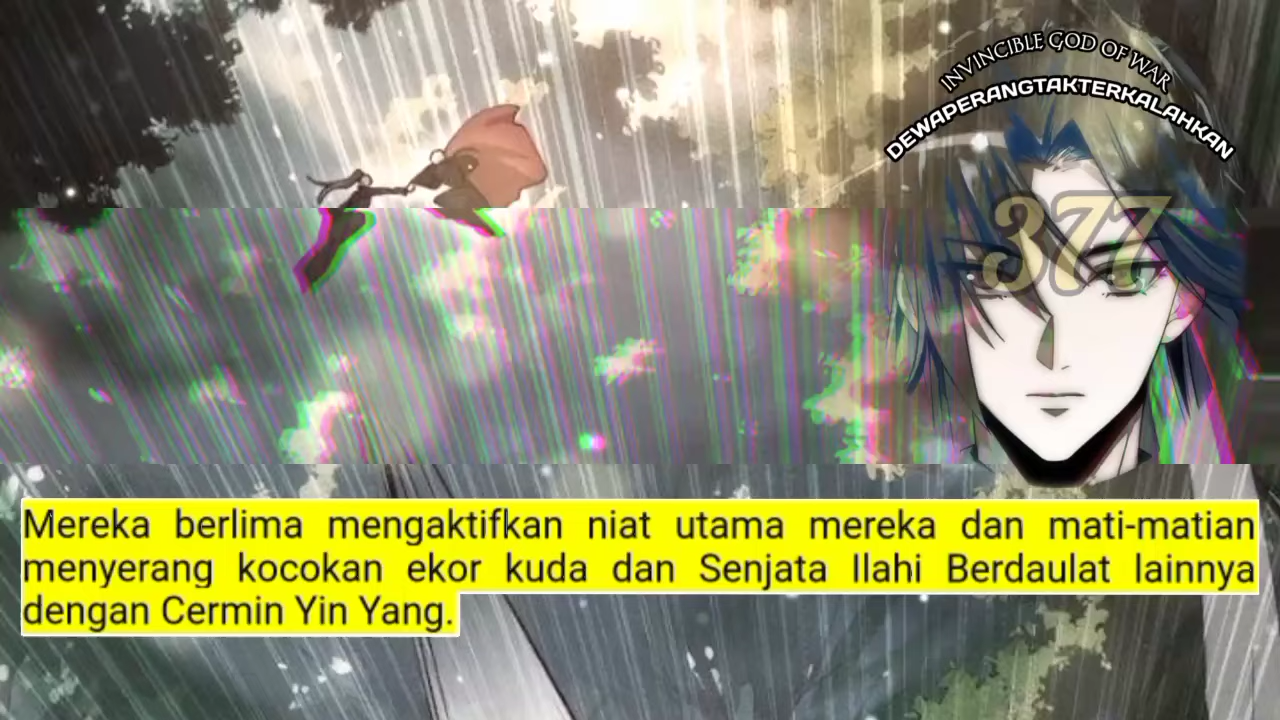 INVINCIBLE GOD OF WAR
DEWAPERANGTAKTERKALAHKAN
377
Mereka berlima mengaktifkan niat utama mereka dan mati-matian
menyerang kocokan ekor kuda dan Senjata Ilahi Berdaulat lainnya
dengan Cermin Yin Yang.